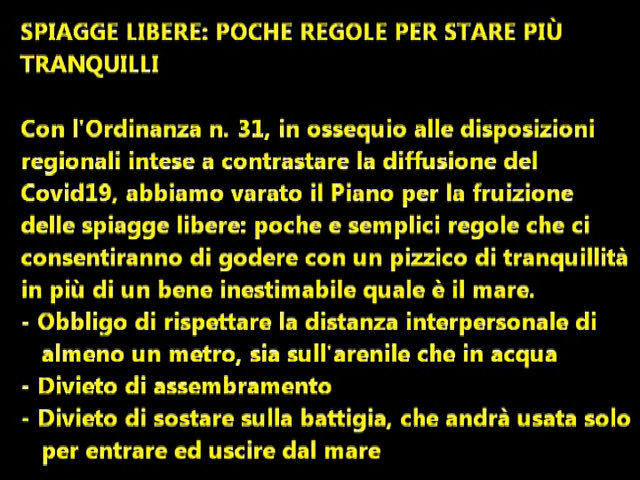 SPIAGGE LIBERE: POCHE REGOLE PER STARE PIÙ
TRANQUILLI
Con l'Ordinanza n. 31, in ossequio alle disposizioni
regionali intese a contrastare la diffusione del
Covid19, abbiamo varato il Piano per la fruizione
delle spiagge libere: poche e semplici regole che ci
consentiranno di godere con un pizzico di tranquillità
in più di un bene inestimabile quale è il mare.
- Obbligo di rispettare la distanza interpersonale di
almeno un metro, sia sull'arenile che in acqua
- Divieto di assembramento
- Divieto di sostare sulla battigia, che andrà usata solo
per entrare ed uscire dal mare